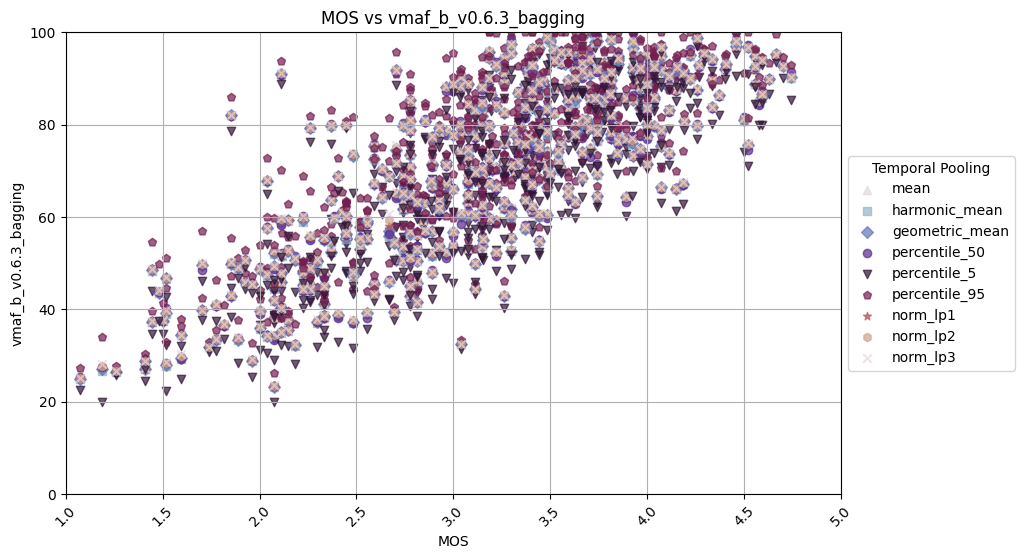 MOS vs vmaf_b_v0.6.3_bagging
100
80
60
40
20
0
vmaf_b_v0.6.3_bagging
1.0
1.5
2.0
2.5
3.0
3.5
4.0
4.5
5.0
MOS
Temporal Pooling
mean
harmonic_mean
geometric_mean
percentile_50
percentile_5
percentile_95
norm_lp1
norm_lp2
norm_lp3